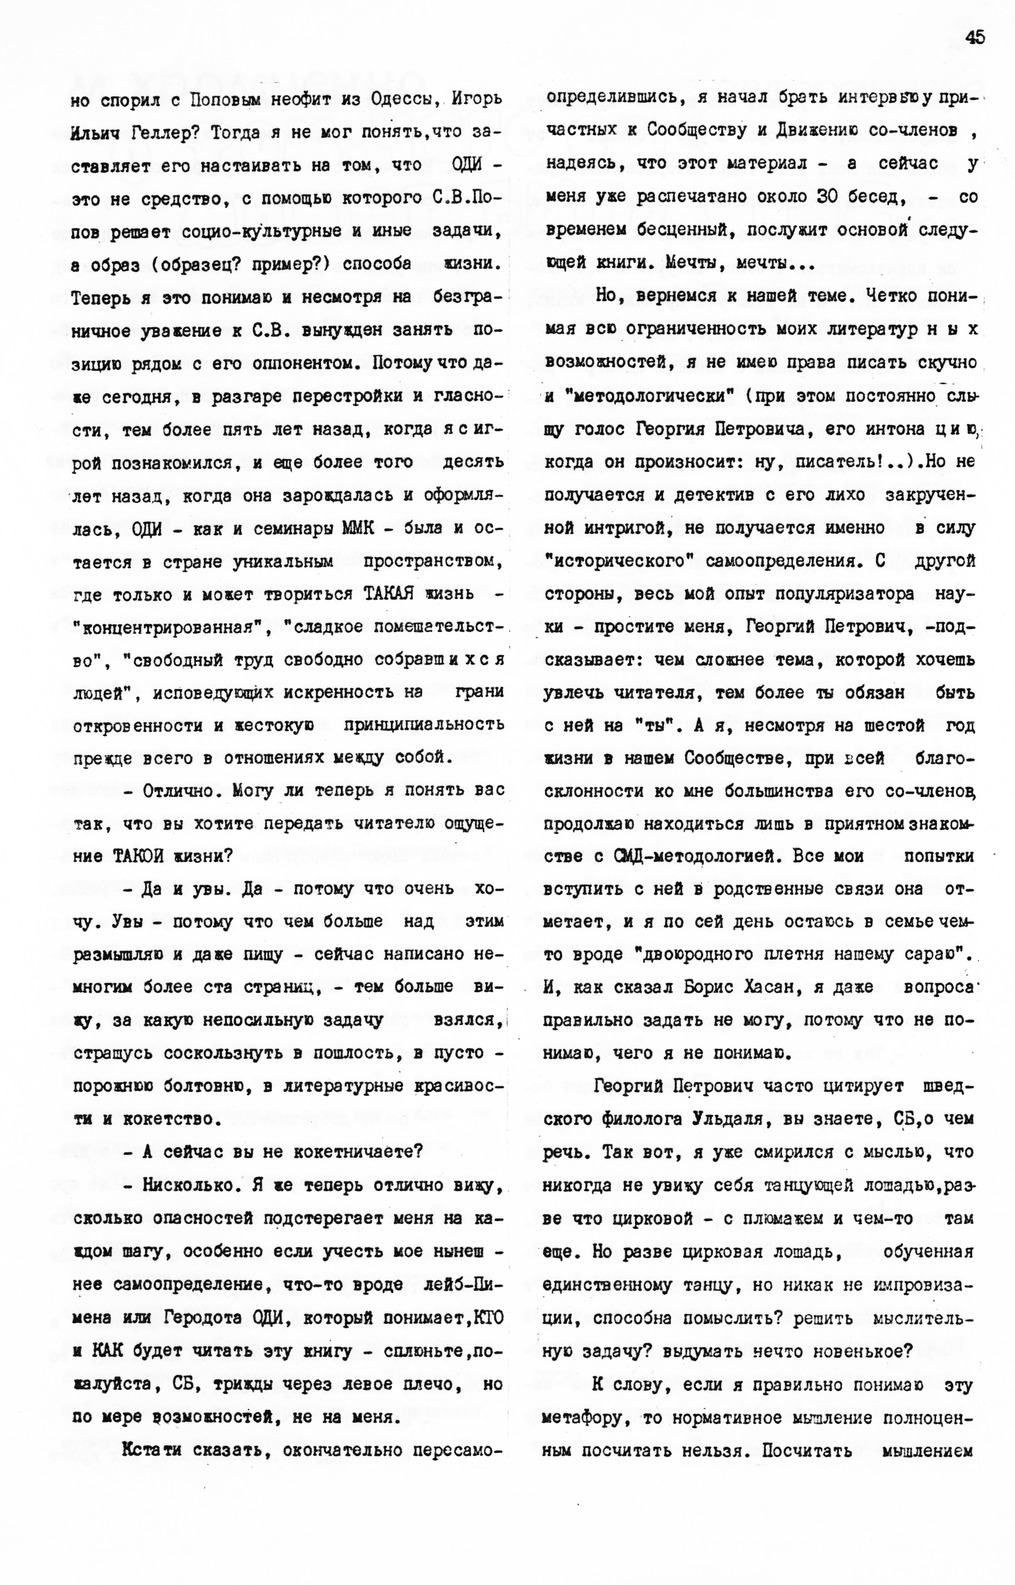 45
но спорил с Поповым неофит из Одессы, Игорь
Ильич Геллер? Тогда я не мог понять,что за-
ставляет его настаивать на том, что ОДИ -
это не средство, с помощью которого С.В.По-
пов решает социо-культурные и иные задачи,
а образ (образец? пример?) способа жизни.
Теперь я это понимаю и несмотря на безгра-
ничное уважение к С.В. вынужден занять по-
зицию рядом с его оппонентом. Потому что да-
же сегодня, в разгаре перестройки и гласно-
сти, тем более пять лет назад, когда я с иг-
рой познакомился, и еще более того десять
лет назад, когда она зарождалась и оформля-
лась, ОДИ - как и семинары ММК - была и ос-
тается в стране уникальным пространством,
где только и может твориться ТАКАЯ жизнь -
"концентрированная", "сладкое помешательст-
во", "свободный труд свободно собравшихся
людей", исповедующих искренность на грани
откровенности и жестокую принципиальность
прежде всего в отношениях между собой.
- Отлично. Могу ли теперь я понять вас
так, что вы хотите передать читателю ощуще-
ние ТАКОЙ жизни?
- Да и увы. Да - потому что очень хо-
чу. Увы - потому что чем больше над этим
размышляю и даже пишу - сейчас написано не-
многим более ста страниц, - тем больше ви-
жу, за какую непосильную задачу взялся,
страшусь соскользнуть в пошлость, в пусто -
порожнюю болтовню, в литературные красивос-
ти и кокетство.
- А сейчас вы не кокетничаете?
- Нисколько. Я же теперь отлично вижу,
сколько опасностей подстерегает меня на ка-
ждом шагу, особенно если учесть мое нынеш -
нее самоопределение, что-то вроде лейб-Пи-
мена или Геродота ОДИ, который понимает,КТО
и КАК будет читать эту книгу - сплюньте,по-
жалуйста, СБ, трижды через левое плечо, но
по мере возможностей, не на меня.
Кстати сказать, окончательно пересамо-
определившись, я начал брать интервью у при-
частных к Сообществу и Движению со-членов ,
надеясь, что этот материал - а сейчас у
меня уже распечатано около 30 бесед, - со
временем бесценный, послужит основой следу-
ющей книги. Мечты, мечты...
Но, вернемся к нашей теме. Четко пони-
мая всю ограниченность моих литературных
возможностей, я не имею права писать скучно
и "методологически" (при этом постоянно слы-
шу голос Георгия Петровича, его интонацию,
когда он произносит: ну, писатель!..).Но не
получается и детектив с его лихо закручен-
ной интригой, не получается именно в силу
"исторического" самоопределения. С другой
стороны, весь мой опыт популяризатора нау-
ки - простите меня, Георгий Петрович, -под-
сказывает: чем сложнее тема, которой хочешь
увлечь читателя, тем более ты обязан быть
с ней на "ты". А я, несмотря на шестой год
жизни в нашем Сообществе, при всей благо-
склонности ко мне большинства его со-членов,
продолжаю находиться лишь в приятном знаком-
стве с СМД-методологией. Все мои попытки
вступить с ней в родственные связи она от-
метает, и я по сей день остаюсь в семье чем-
то вроде "двоюродного плетня нашему сараю".
И, как сказал Борис Хасан, я даже вопроса
правильно задать не могу, потому что не по-
нимаю, чего я не понимаю.
Георгий Петрович часто цитирует швед-
ского филолога Ульдаля, вы знаете, СБ,о чем
речь. Так вот, я уже смирился с мыслью, что
никогда не увижу себя танцующей лошадью,раз-
ве что цирковой - с плюмажем и чем-то там
еще. Но разве цирковая лошадь, обученная
единственному танцу, но никак не импровиза-
ции, способна помыслить? решить мыслитель-
ную задачу? выдумать нечто новенькое?
К слову, если я правильно понимаю эту
метафору, то нормативное мышление полноцен-
ным посчитать нельзя. Посчитать мышлением